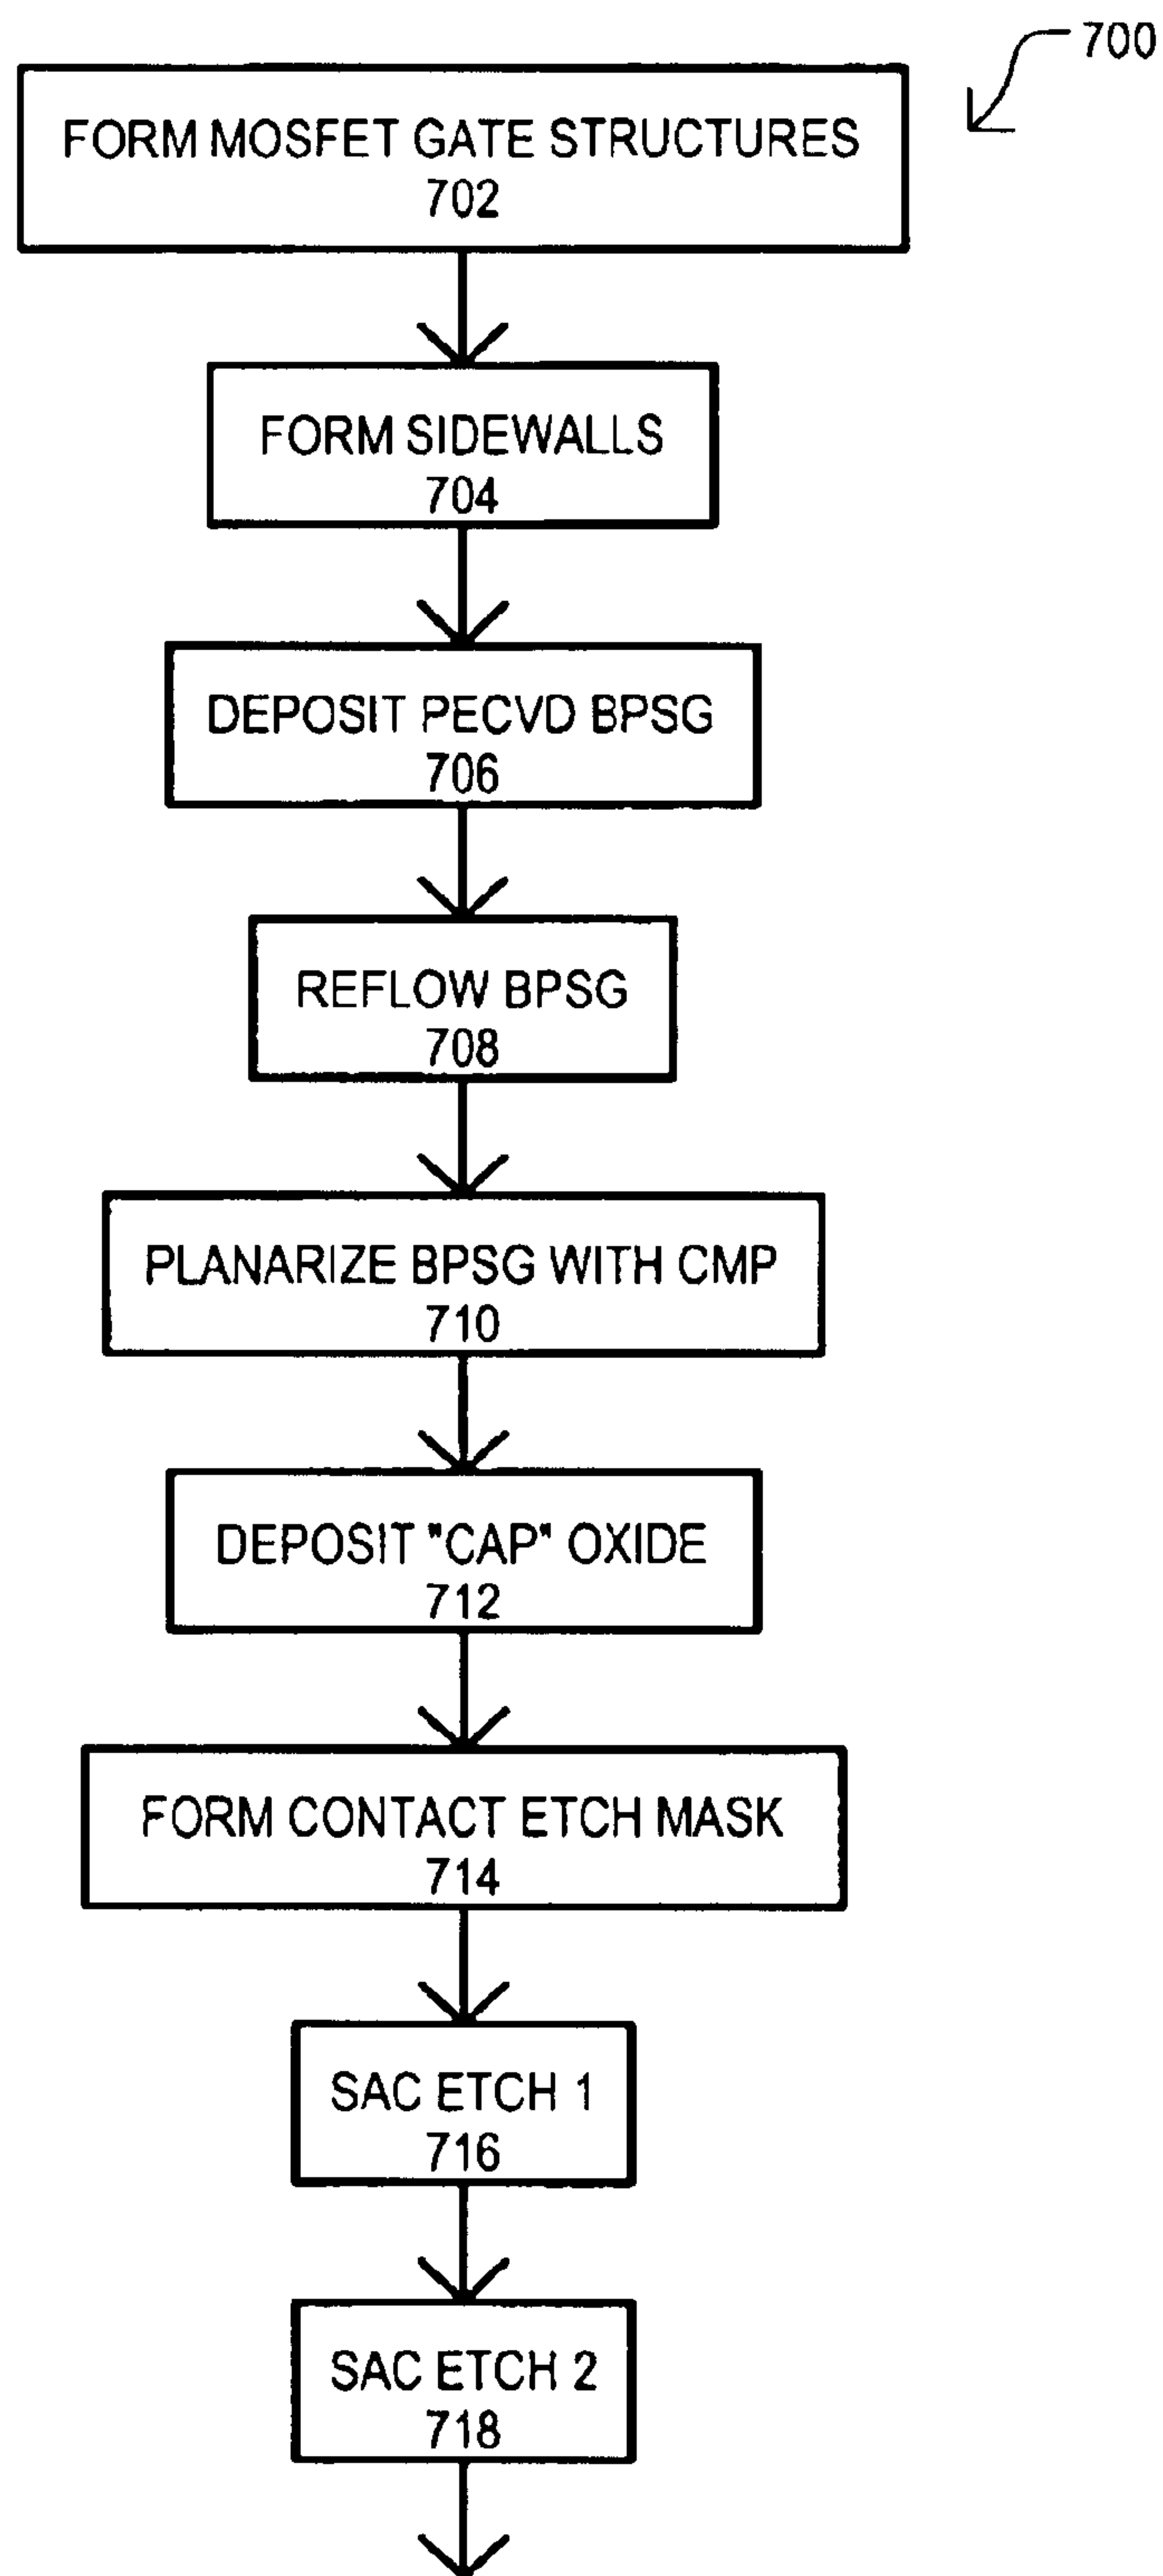 700
FORM MOSFET GATE STRUCTURES
702
FORM SIDEWALLS
704
DEPOSIT PECVD BPSG
706
REFLOW BPSG
708
PLANARIZE BPSG WITH CMP
710
DEPOSIT "CAP" OXIDE
712
FORM CONTACT ETCH MASK
714
SAC ETCH 1
716
SAC ETCH 2
718